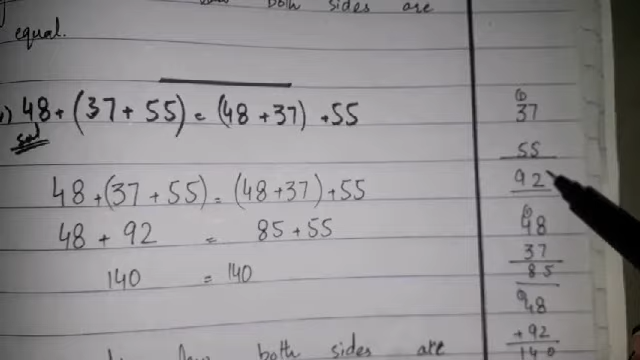 both sides are
equal.
) 48 + (37 + 55) = (48 + 37) + 55
Sol
48 + (37 + 55) = (48 + 37) + 55
48 + 92 = 85 + 55
140 = 140
both sides are
37
55
92
48
37
85
48
+ 92
140